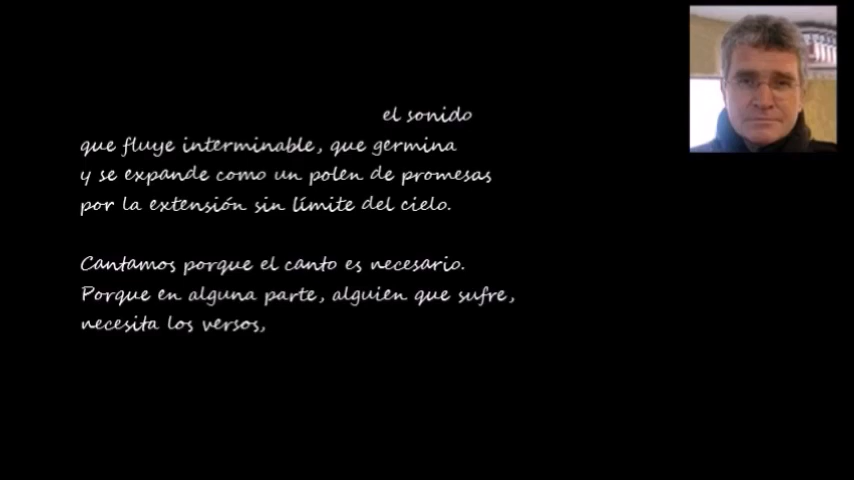 el sonido
que fluye interminable, que germina
y se expande como un polen de promesas
por la extensión sin límite del cielo.
Cantamos porque el canto es necesario.
Porque en alguna parte, alguien que sufre,
necesita los versos,